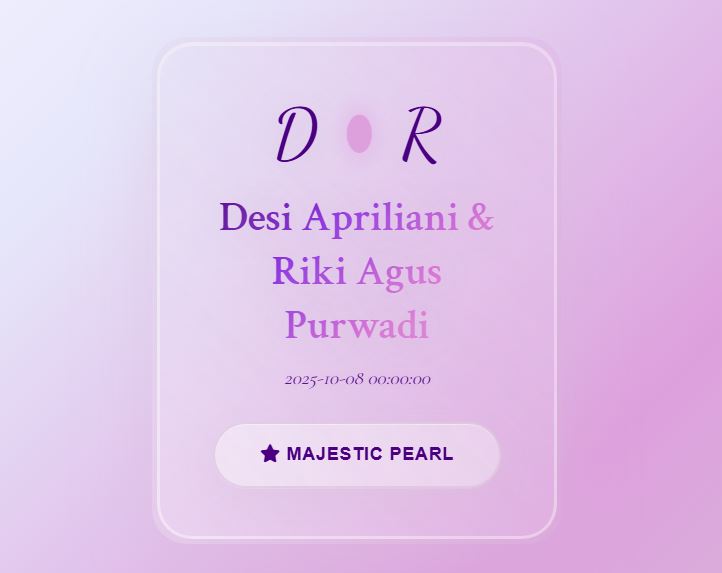 D R
Desi Apriliani &
Riki Agus
Purwadi
2025-10-08 00:00:00
MAJESTIC PEARL